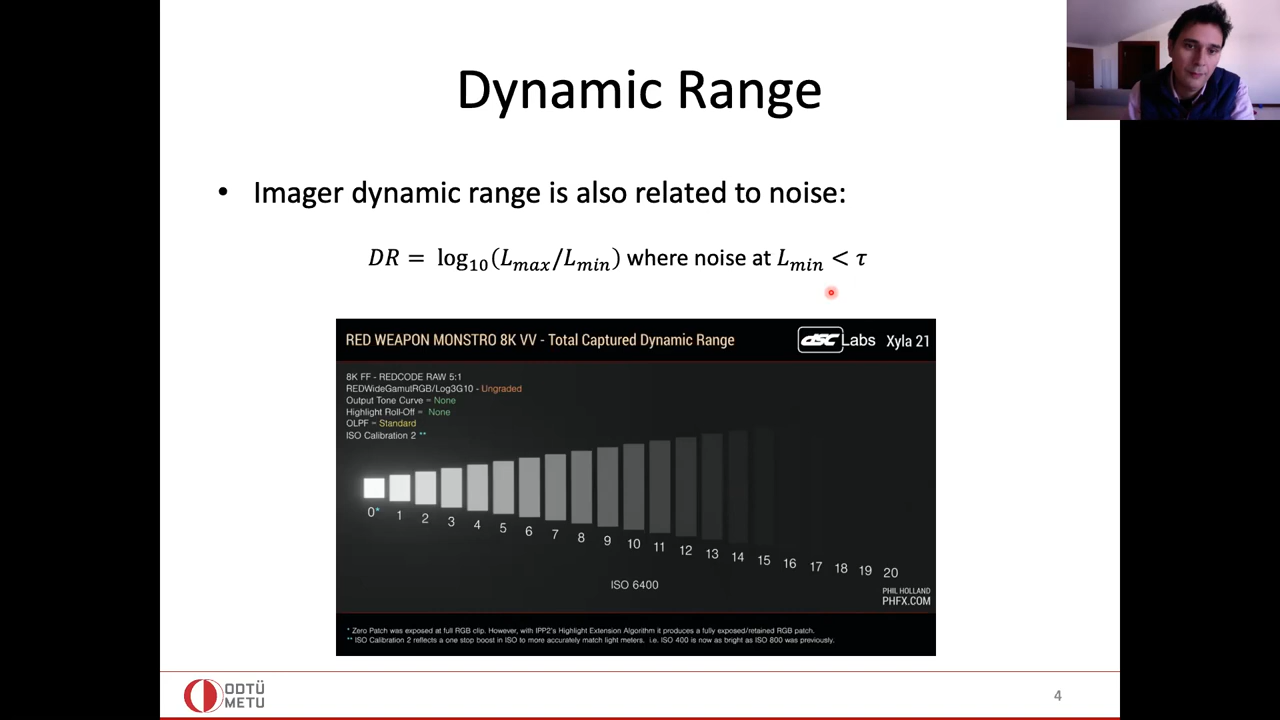 Dynamic Range
• Imager dynamic range is also related to noise:
DR = log₁₀(Lₘₐₓ/Lₘᵢₙ) where noise at Lₘᵢₙ < τ
RED WEAPON MONSTRO 8K VV - Total Captured Dynamic Range
dSC Labs Xyla 21
8K FF - REDCODE RAW 5:1
REDWideGamutRGB/Log3G10 - Ungraded
Output Tone Curve = None
Highlight Roll-Off = None
OLPF = Standard
ISO Calibration 2 **
0* 1 2 3 4 5 6 7 8 9 10 11 12 13 14 15 16 17 18 19 20
ISO 6400
PHIL HOLLAND
PHFX.COM
* Zero Patch was exposed at full RGB clip. However, with IPP2's Highlight Extension Algorithm it produces a fully exposed/retained RGB patch.
** ISO Calibration 2 reflects a one stop boost in ISO to more accurately match light meters. i.e. ISO 400 is now as bright as ISO 800 was previously.
ODTÜ
METU
4